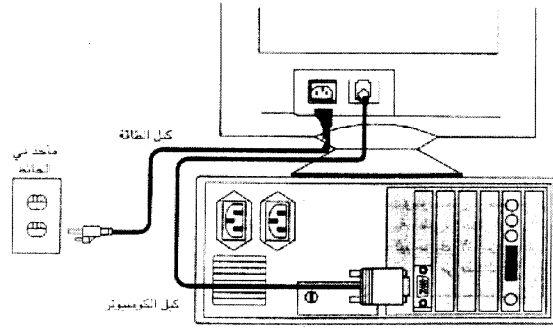 كبل الطاقة
مأخذ في
الحائط
كبل الكومبيوتر